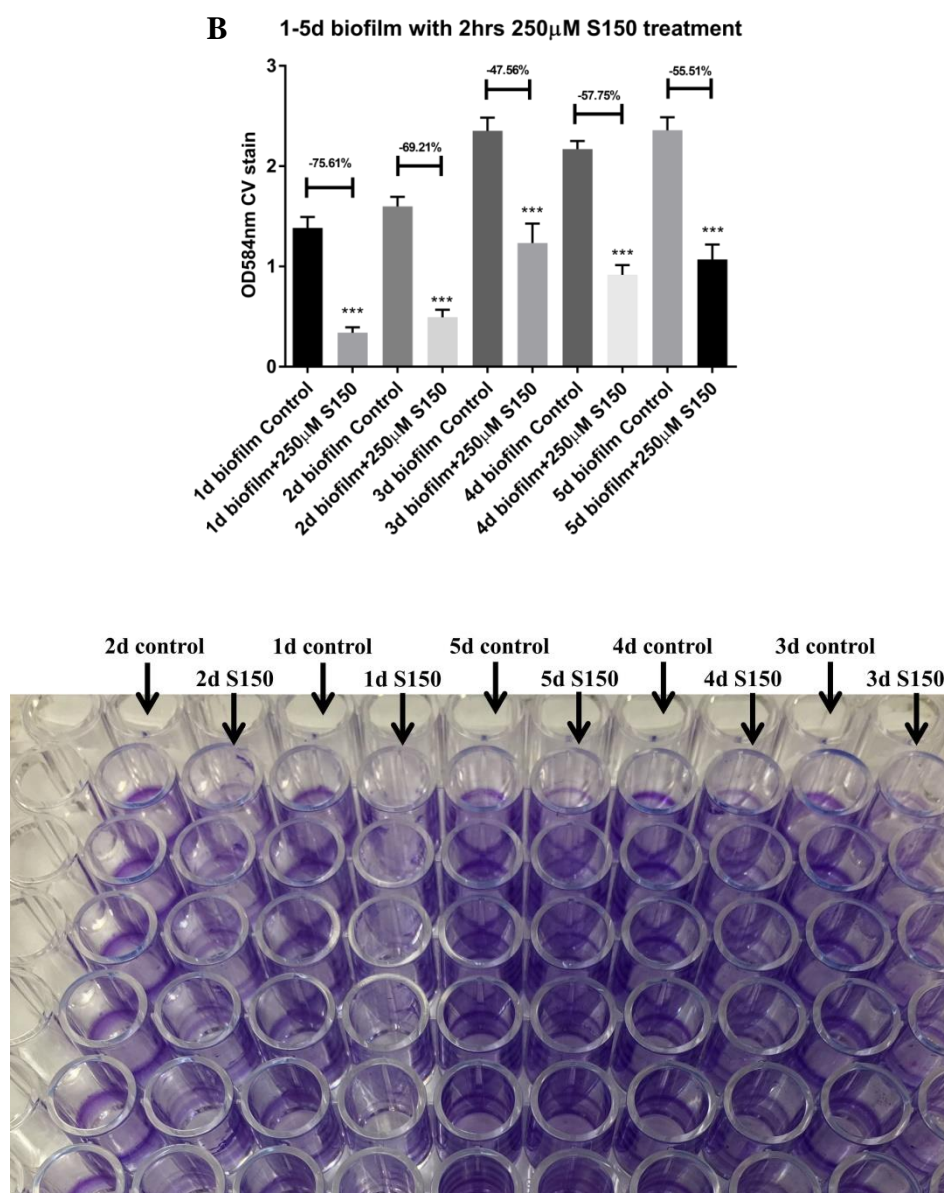 B 1-5d biofilm with 2hrs 250μM S150 treatment
OD584nm CV stain
3
2
1
0
-75.61%
-69.21%
-47.56%
-57.75%
-55.51%
***
***
***
***
***
1d biofilm Control
1d biofilm+250μM S150
2d biofilm Control
2d biofilm+250μM S150
3d biofilm Control
3d biofilm+250μM S150
4d biofilm Control
4d biofilm+250μM S150
5d biofilm Control
5d biofilm+250μM S150
2d control 1d control 5d control 4d control 3d control
2d S150 1d S150 5d S150 4d S150 3d S150